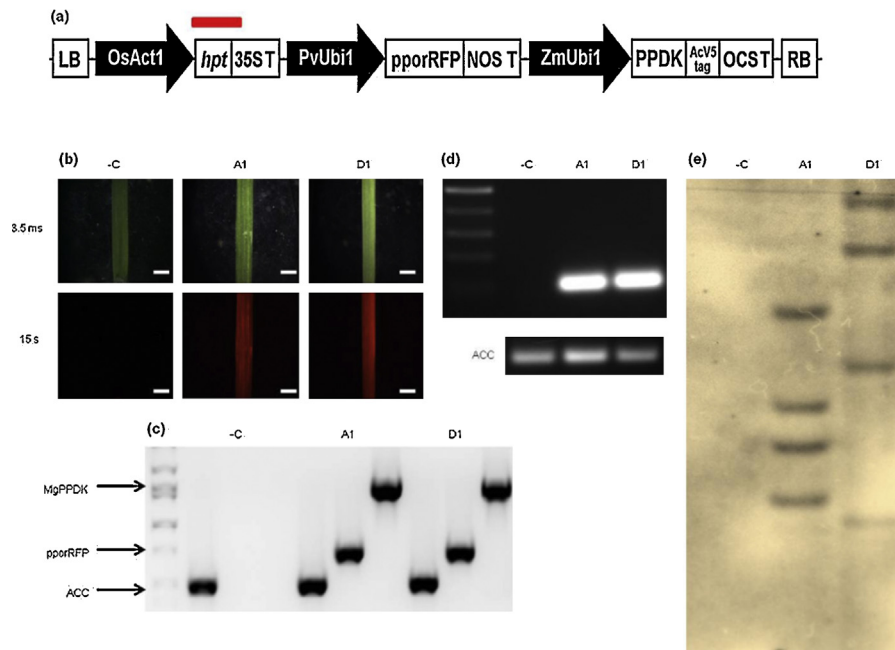 (a)
LB OsAct1 hpt 35S T PvUbi1 pporRFP NOS T ZmUbi1 PPDK AcV5 tag OCST RB
(b)
-C A1 D1
3.5 ms
15 s
(d)
-C A1 D1
ACC
(e)
-C A1 D1
(c)
-C A1 D1
MgPPDK
pporRFP
ACC